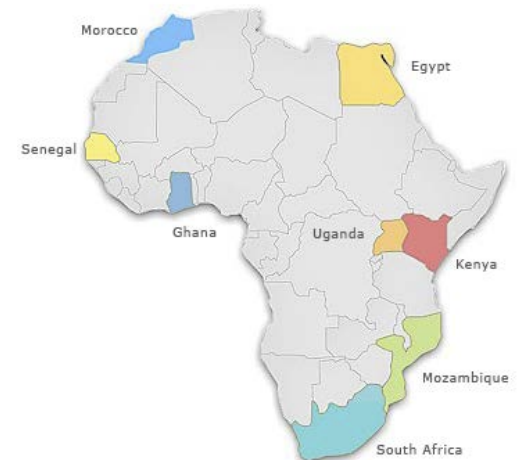 Morocco
Egypt
Senegal
Ghana
Uganda
Kenya
Mozambique
South Africa